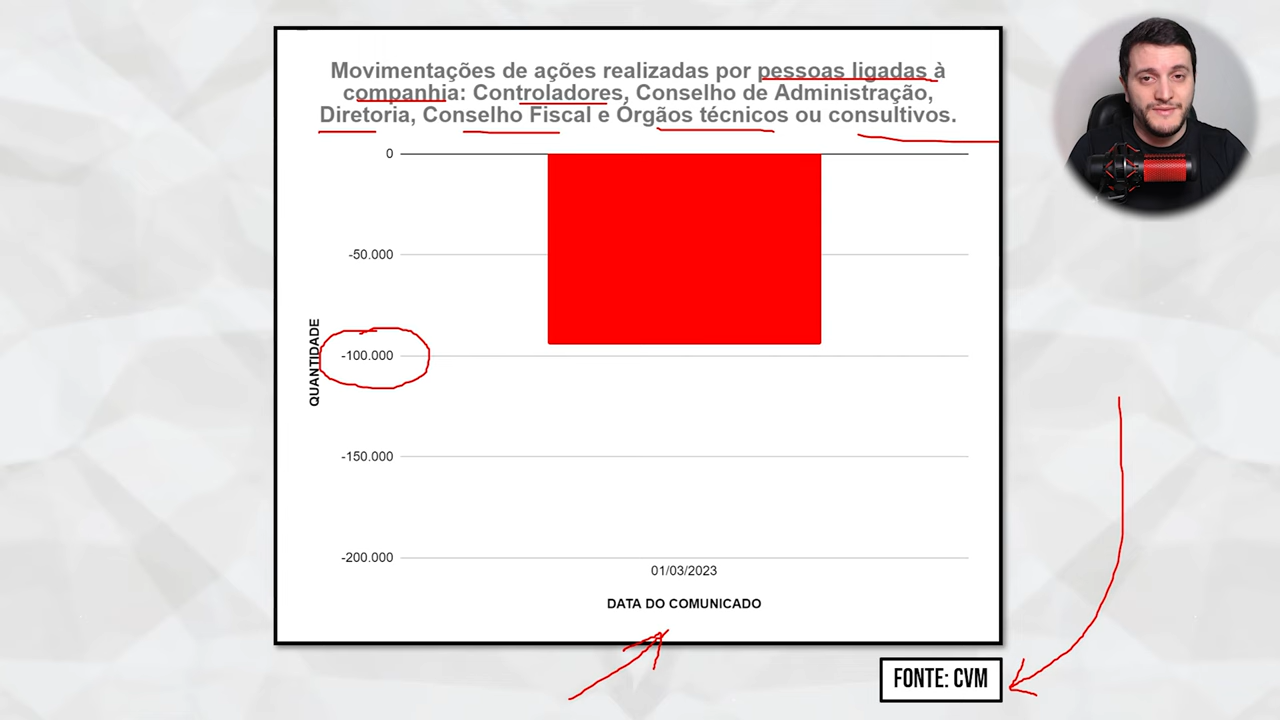 Movimentações de ações realizadas por pessoas ligadas à
companhia: Controladores, Conselho de Administração,
Diretoria, Conselho Fiscal e Órgãos técnicos ou consultivos.
0
-50.000
-100.000
-150.000
-200.000
QUANTIDADE
01/03/2023
DATA DO COMUNICADO
FONTE: CVM